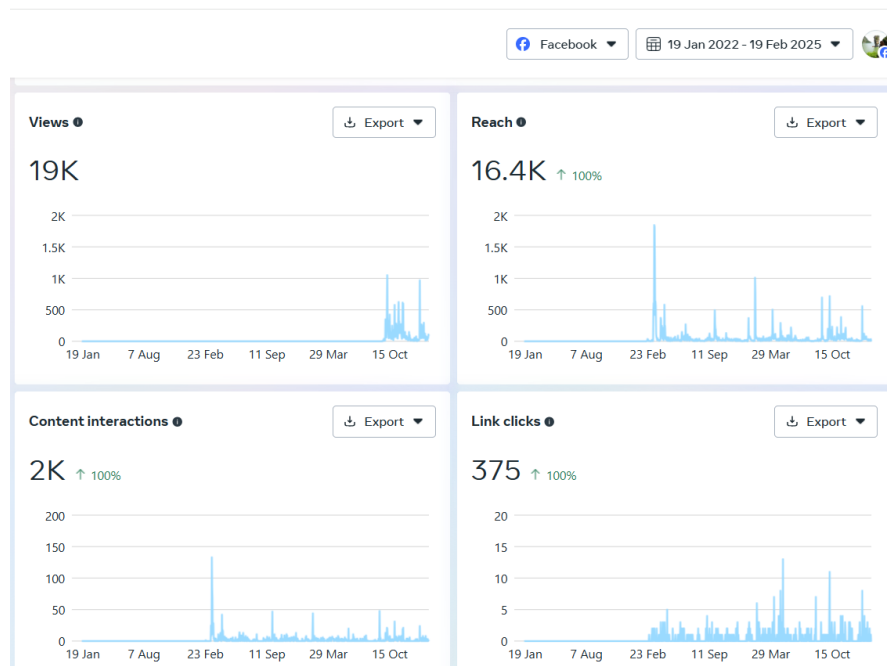 Facebook
19 Jan 2022 - 19 Feb 2025
Views
Export
19K
2K
1.5K
1K
500
0
19 Jan 7 Aug 23 Feb 11 Sep 29 Mar 15 Oct
Reach
Export
16.4K ↑ 100%
2K
1.5K
1K
500
0
19 Jan 7 Aug 23 Feb 11 Sep 29 Mar 15 Oct
Content interactions
Export
2K ↑ 100%
200
150
100
50
0
19 Jan 7 Aug 23 Feb 11 Sep 29 Mar 15 Oct
Link clicks
Export
375 ↑ 100%
20
15
10
5
0
19 Jan 7 Aug 23 Feb 11 Sep 29 Mar 15 Oct